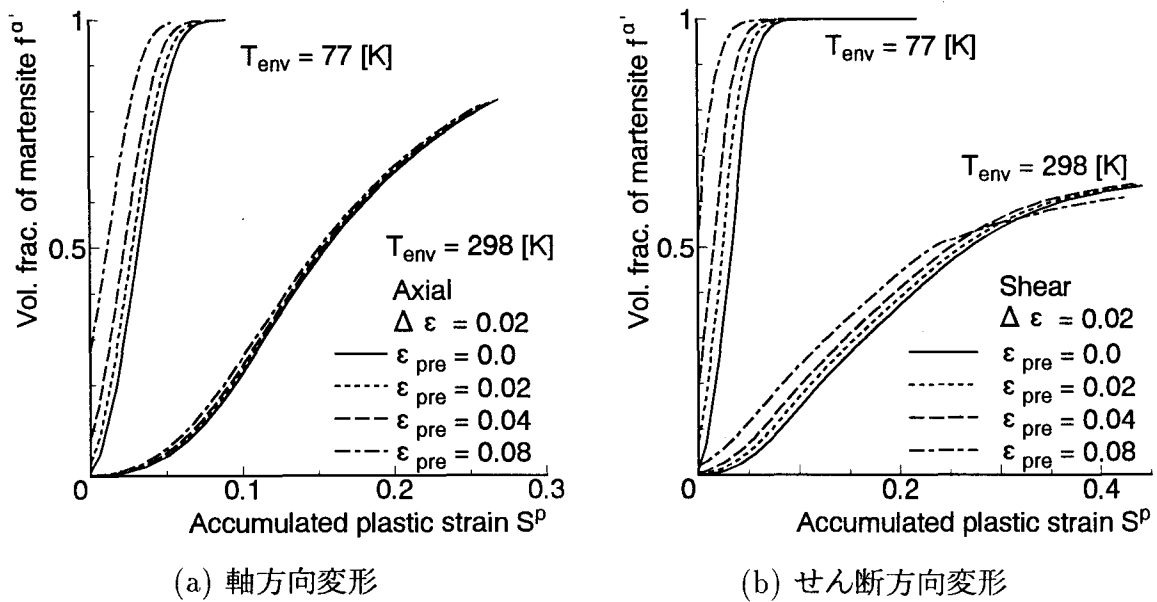 1
0.5
0
0.1
0.2
0.3
Vol. frac. of martensite f^α'
T_env = 77 [K]
T_env = 298 [K]
Axial
Δ ε = 0.02
ε_pre = 0.0
ε_pre = 0.02
ε_pre = 0.04
ε_pre = 0.08
Accumulated plastic strain S^p
(a) 軸方向変形
1
0.5
0
0.2
0.4
Vol. frac. of martensite f^α'
T_env = 77 [K]
T_env = 298 [K]
Shear
Δ ε = 0.02
ε_pre = 0.0
ε_pre = 0.02
ε_pre = 0.04
ε_pre = 0.08
Accumulated plastic strain S^p
(b) せん断方向変形